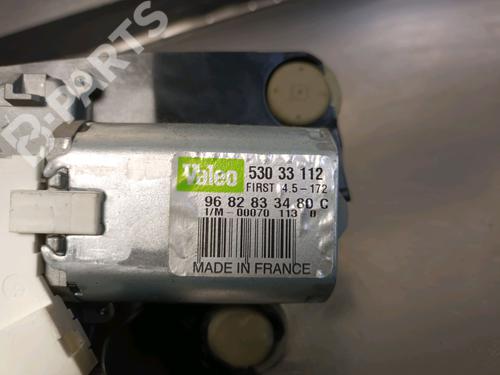 B-PARTS
Valeo
530 33 112
FIRST 4.5-172
96 82 83 34 80 C
1/M-00070 113 0
MADE IN FRANCE